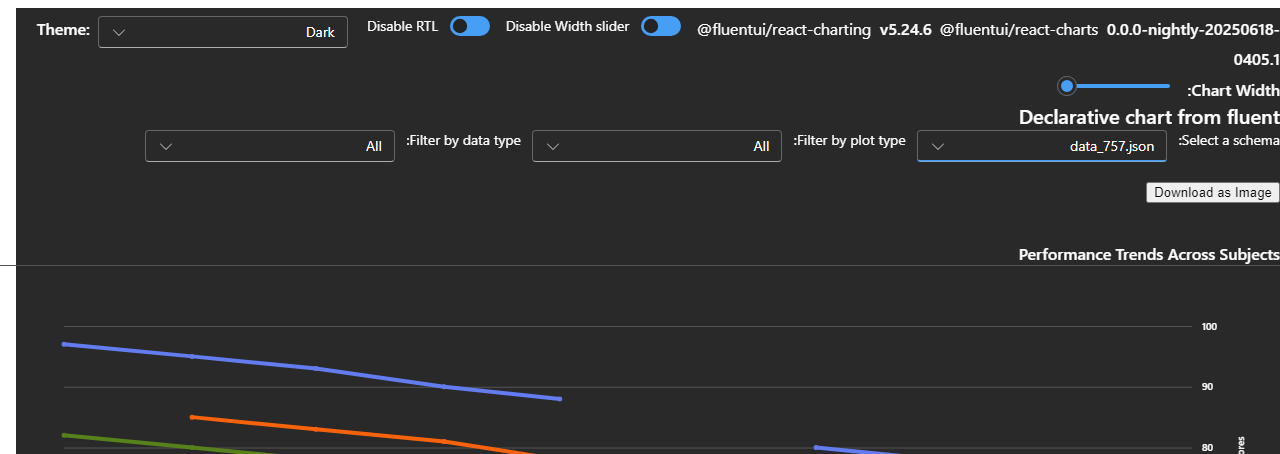 Theme:
Dark
Disable RTL
Disable Width slider
@fluentui/react-charting v5.24.6 @fluentui/react-charts 0.0.0-nightly-20250618-
0405.1
:Chart Width
Declarative chart from fluent
:Select a schema
data_757.json
:Filter by plot type
All
:Filter by data type
All
Download as Image
Performance Trends Across Subjects
100
90
80